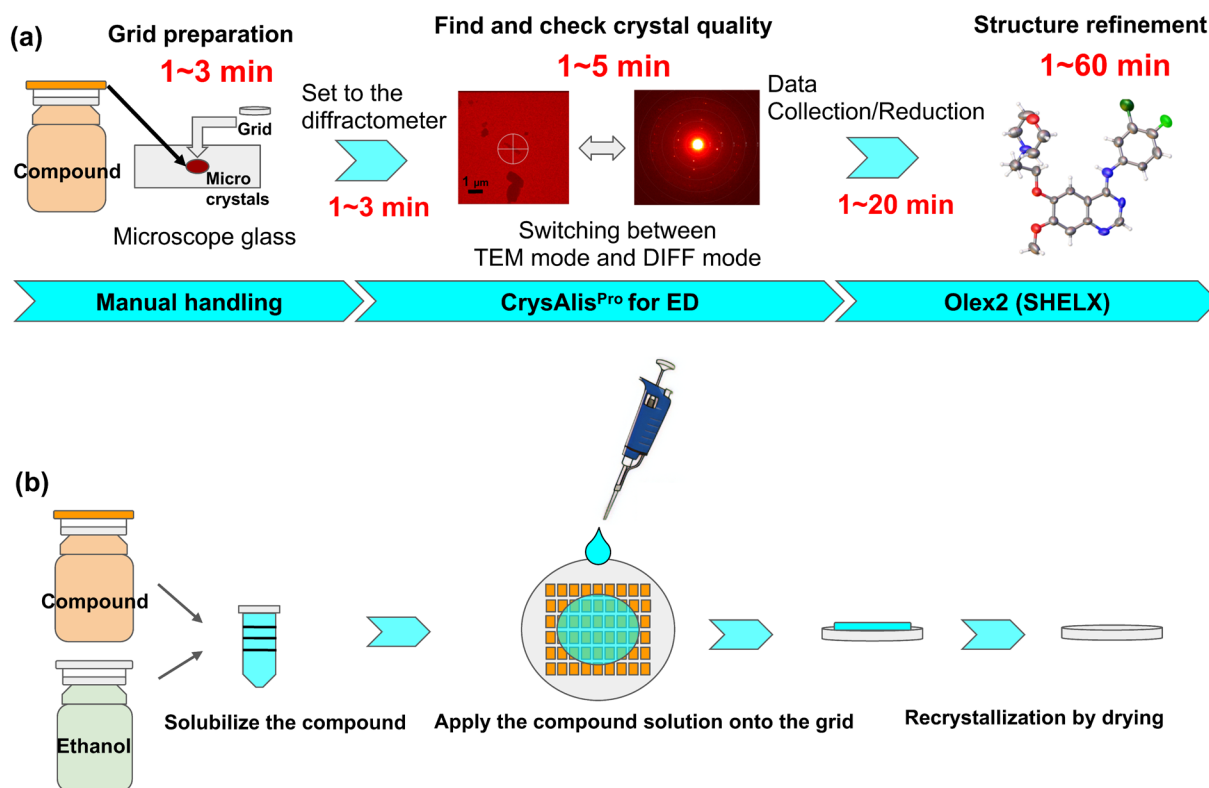 (a)
Grid preparation
1~3 min
Compound
Grid
Micro
crystals
Microscope glass
Set to the
diffractometer
1~3 min
Find and check crystal quality
1~5 min
1 μm
Switching between
TEM mode and DIFF mode
Data
Collection/Reduction
1~20 min
Structure refinement
1~60 min
Manual handling
CrysAlisPro for ED
Olex2 (SHELX)
(b)
Compound
Ethanol
Solubilize the compound
Apply the compound solution onto the grid
Recrystallization by drying